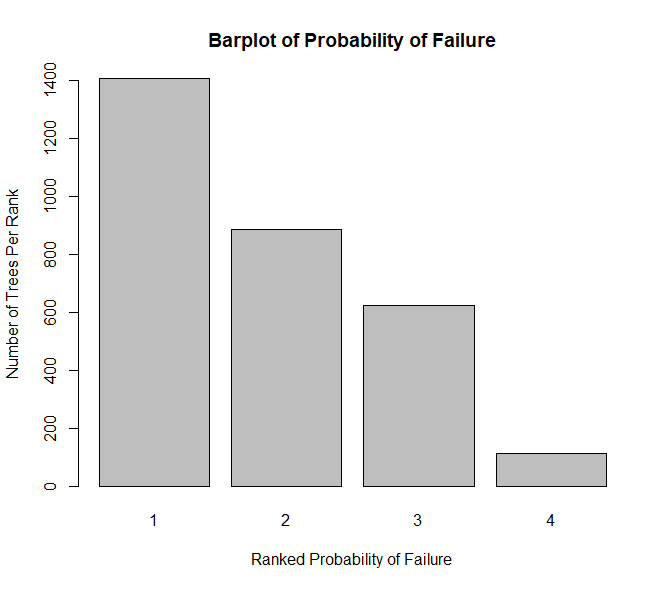 Barplot of Probability of Failure
Number of Trees Per Rank
1400
1200
1000
800
600
400
200
0
1 2 3 4
Ranked Probability of Failure